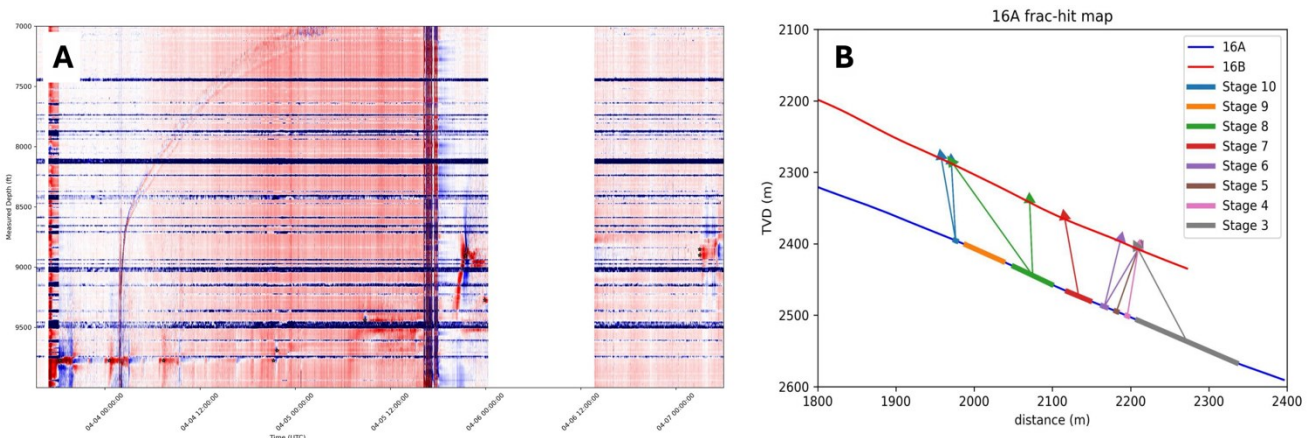 A
7000
7500
8000
8500
9000
9500
Measured Depth (ft)
04-04 00:00:00
04-04 12:00:00
04-05 00:00:00
04-05 12:00:00
04-06 00:00:00
04-06 12:00:00
04-07 00:00:00
Time (UTC)
16A frac-hit map
B
2100
2200
2300
2400
2500
2600
TVD (m)
1800
1900
2000
2100
2200
2300
2400
distance (m)
16A
16B
Stage 10
Stage 9
Stage 8
Stage 7
Stage 6
Stage 5
Stage 4
Stage 3